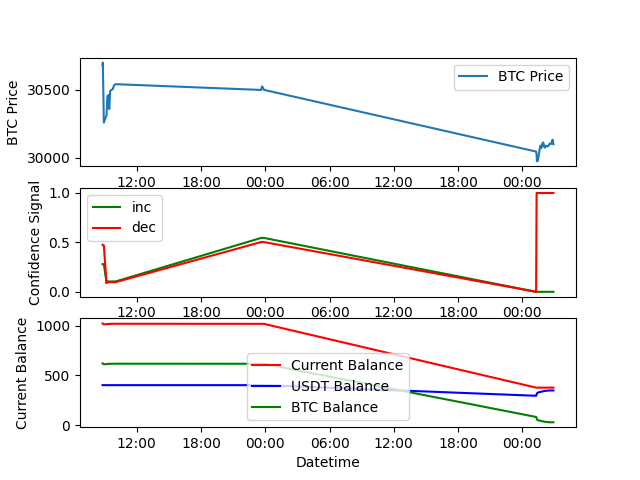 BTC Price
30500
30000
BTC Price
12:00 18:00 00:00 06:00 12:00 18:00 00:00
Confidence Signal
1.0
0.5
0.0
inc
dec
12:00 18:00 00:00 06:00 12:00 18:00 00:00
Current Balance
1000
500
0
Current Balance
USDT Balance
BTC Balance
12:00 18:00 00:00 06:00 12:00 18:00 00:00
Datetime